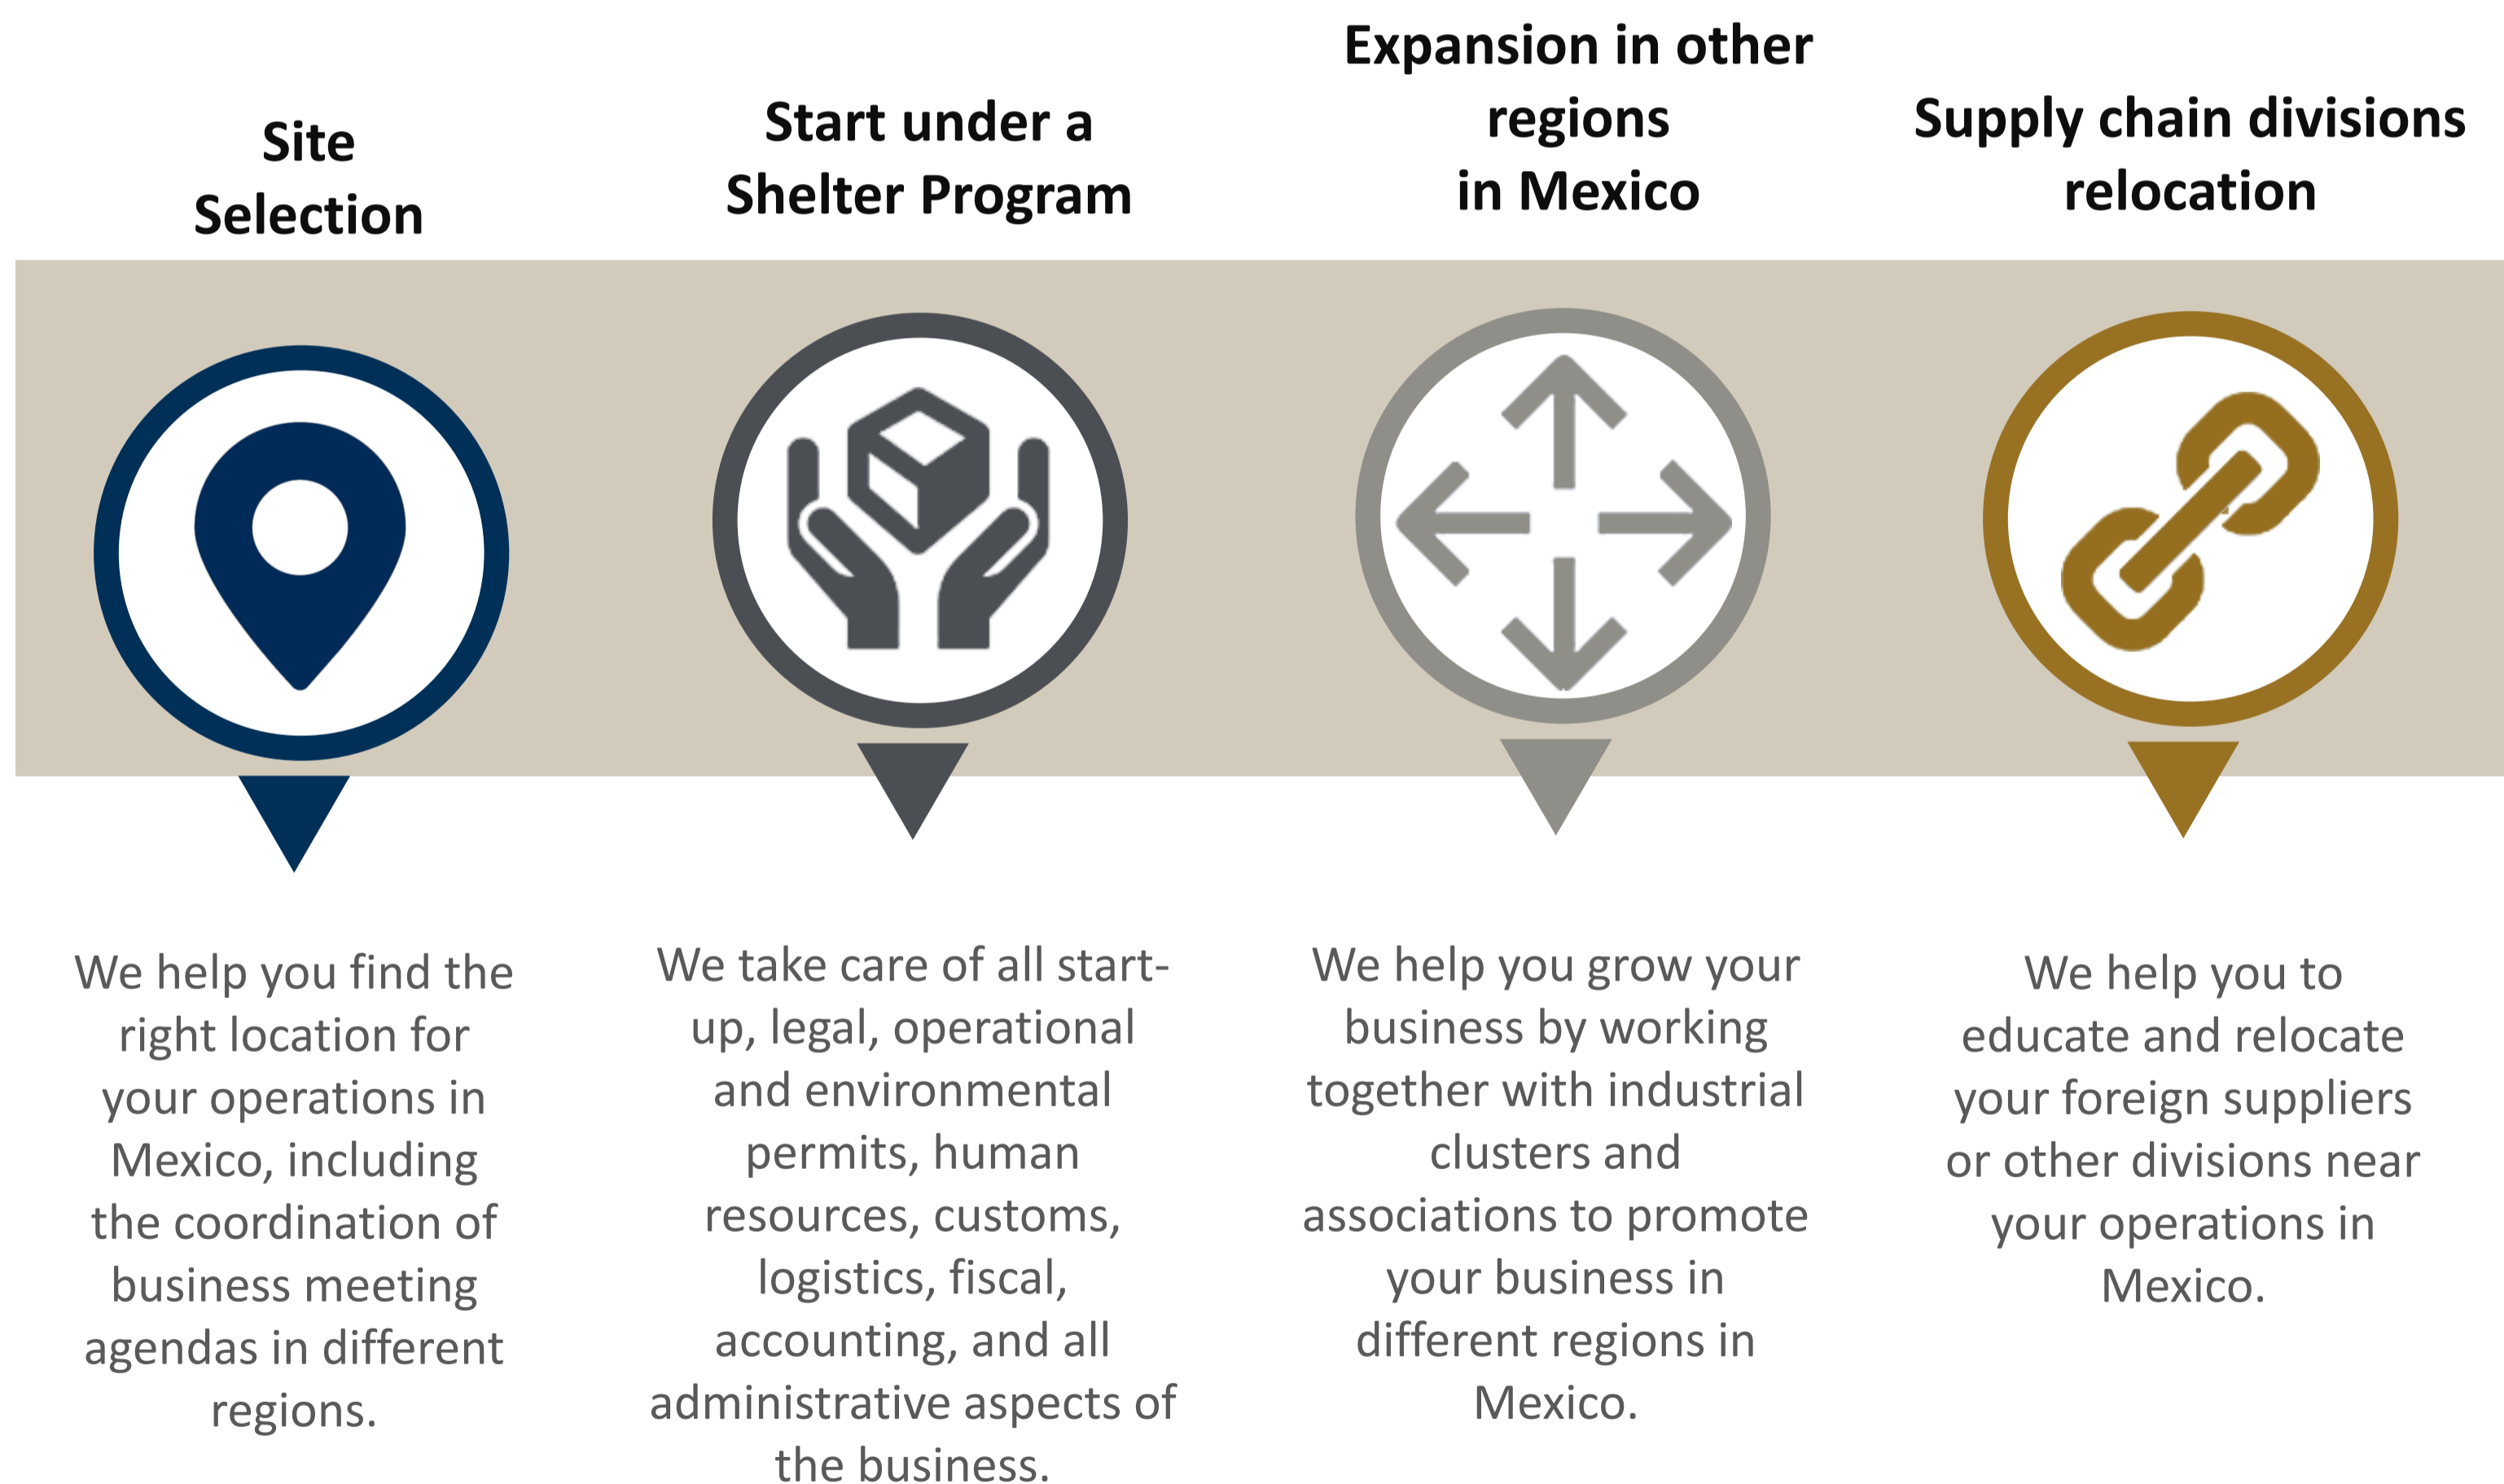 Site
Selection
Start under a
Shelter Program
Expansion in other
regions
in Mexico
Supply chain divisions
relocation
We help you find the
right location for
your operations in
Mexico, including
the coordination of
business meeting
agendas in different
regions.
We take care of all start-
up, legal, operational
and environmental
permits, human
resources, customs,
logistics, fiscal,
accounting, and all
administrative aspects of
the business.
We help you grow your
business by working
together with industrial
clusters and
associations to promote
your business in
different regions in
Mexico.
We help you to
educate and relocate
your foreign suppliers
or other divisions near
your operations in
Mexico.